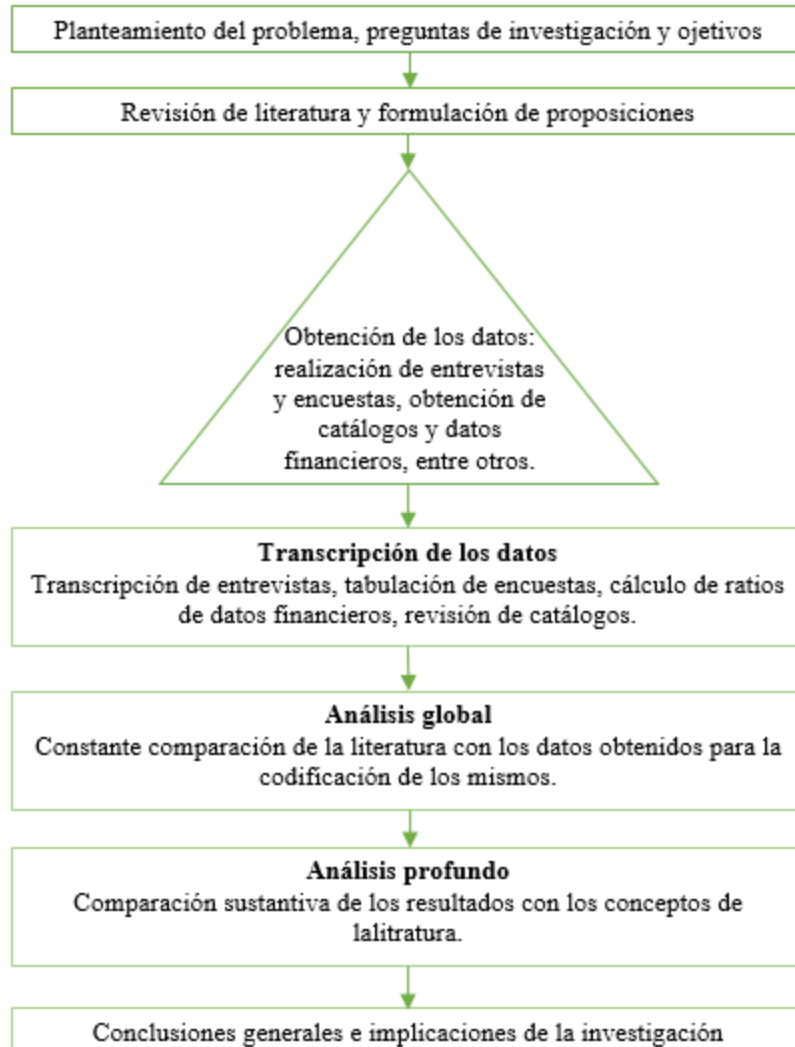 Planteamiento del problema, preguntas de investigación y ojetivos
Revisión de literatura y formulación de proposiciones
Obtención de los datos:
realización de entrevistas
y encuestas, obtención de
catálogos y datos
financieros, entre otros.
Transcripción de los datos
Transcripción de entrevistas, tabulación de encuestas, cálculo de ratios
de datos financieros, revisión de catálogos.
Análisis global
Constante comparación de la literatura con los datos obtenidos para la
codificación de los mismos.
Análisis profundo
Comparación sustantiva de los resultados con los conceptos de
lalitratura.
Conclusiones generales e implicaciones de la investigación